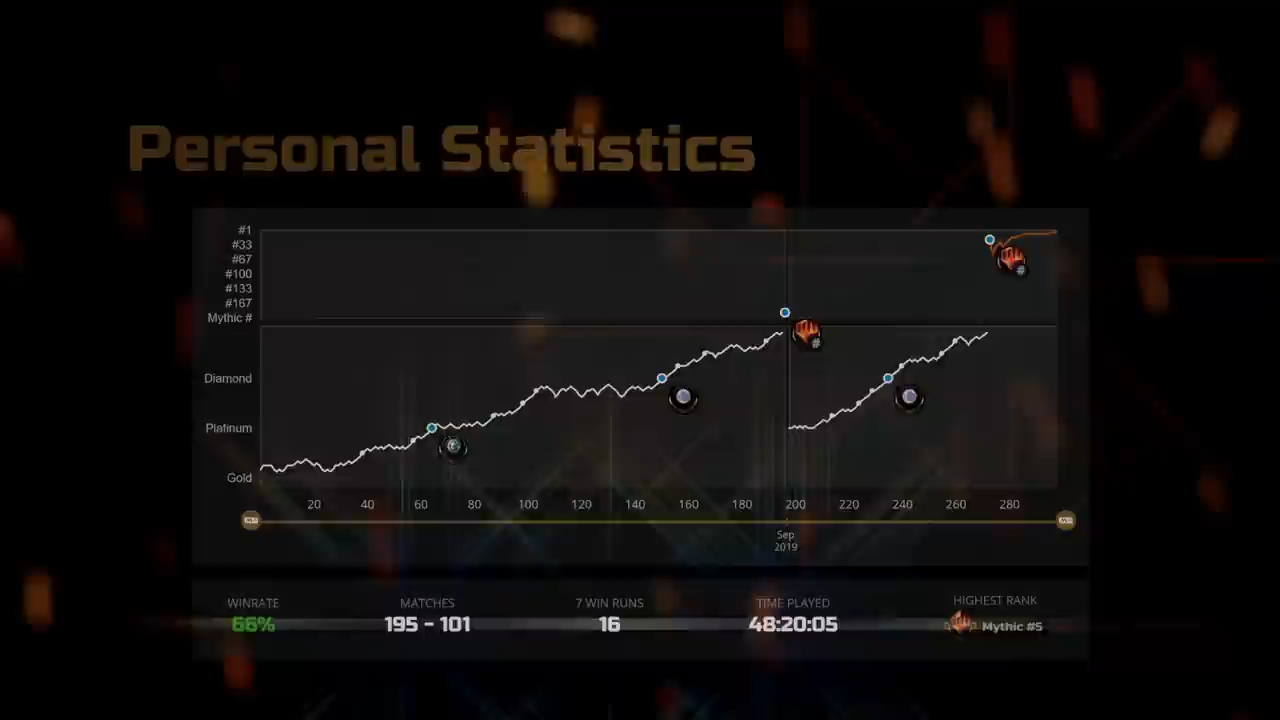 Personal Statistics
#1
#33
#67
#100
#133
#167
Mythic #
Diamond
Platinum
Gold
20 40 60 80 100 120 140 160 180 200 220 240 260 280
Sep
2019
WINRATE MATCHES 7 WIN RUNS TIME PLAYED HIGHEST RANK
66% 195 - 101 16 48:20:05 Mythic #5